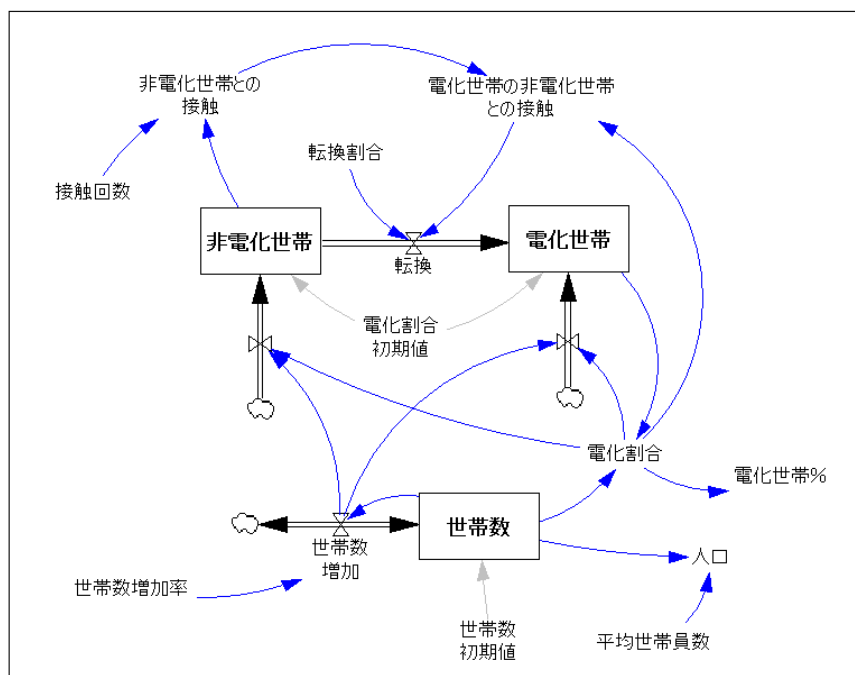 非電化世帯との
接触
電化世帯の非電化世帯
との接触
転換割合
接触回数
非電化世帯
電化世帯
転換
電化割合
初期値
電化割合
電化世帯%
世帯数
世帯数
増加
人口
世帯数増加率
世帯数
初期値
平均世帯員数